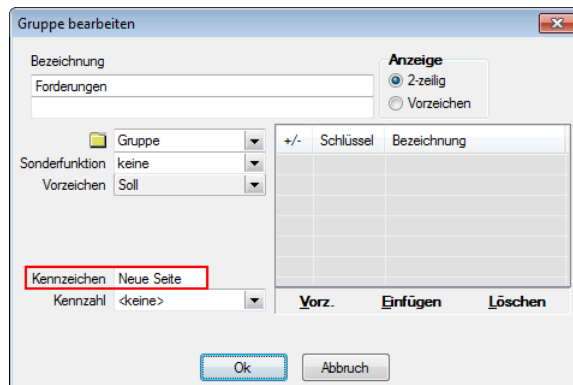 Gruppe bearbeiten
Bezeichnung
Forderungen
Anzeige
2-zeilig
Vorzeichen
Gruppe
Sonderfunktion keine
Vorzeichen Soll
+/- Schlüssel Bezeichnung
Kennzeichen Neue Seite
Kennzahl <keine>
Vorz. Einfügen Löschen
Ok Abbruch